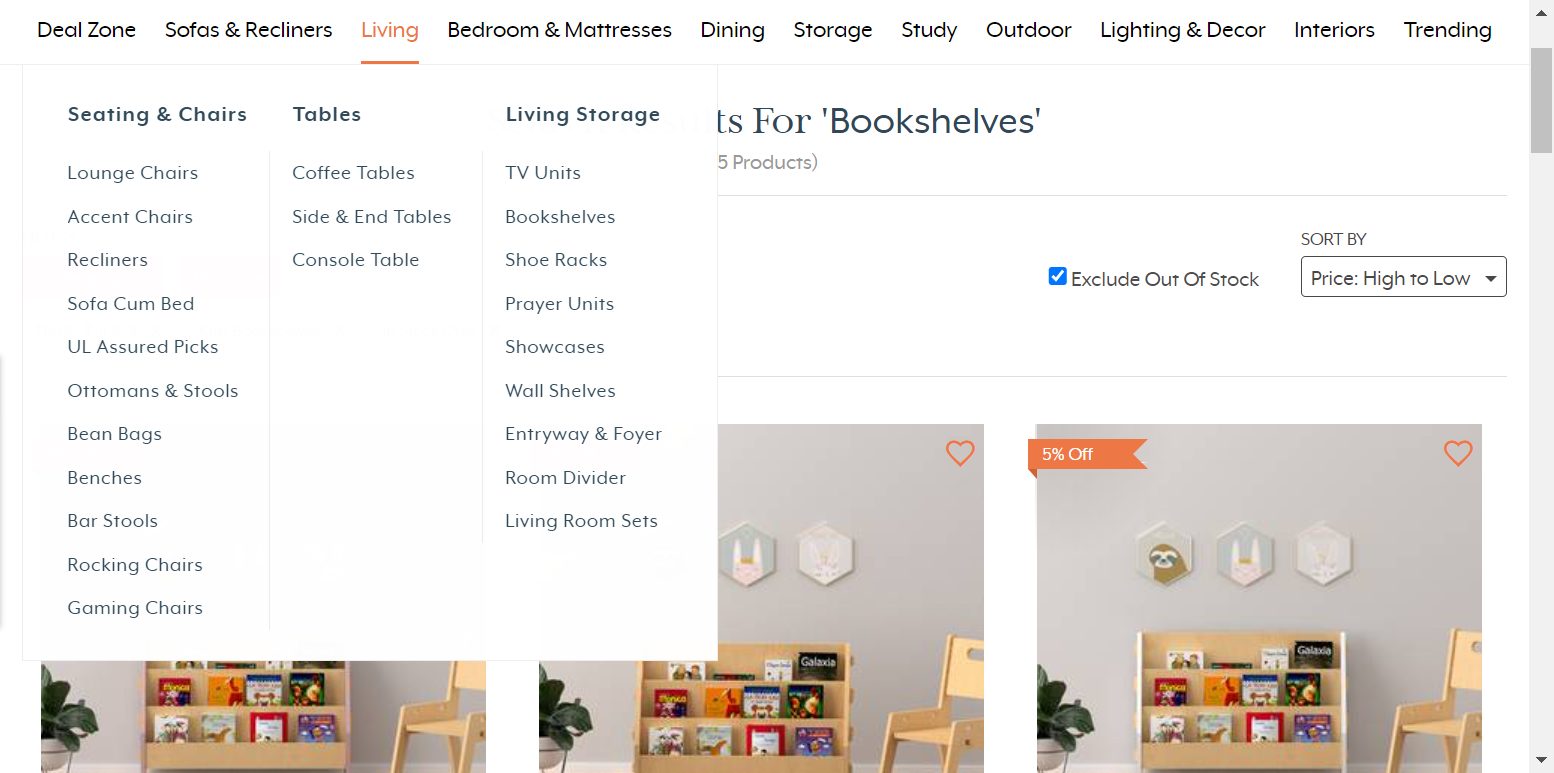 Deal Zone Sofas & Recliners Living Bedroom & Mattresses Dining Storage Study Outdoor Lighting & Decor Interiors Trending
Seating & Chairs
Lounge Chairs
Accent Chairs
Recliners
Sofa Cum Bed
UL Assured Picks
Ottomans & Stools
Bean Bags
Benches
Bar Stools
Rocking Chairs
Gaming Chairs
Tables
Coffee Tables
Side & End Tables
Console Table
Living Storage
TV Units
Bookshelves
Shoe Racks
Prayer Units
Showcases
Wall Shelves
Entryway & Foyer
Room Divider
Living Room Sets
ts For 'Bookshelves'
5 Products)
Exclude Out Of Stock
SORT BY
Price: High to Low
5% Off
Galaxia
Galaxia
Monica
Monica
Monica